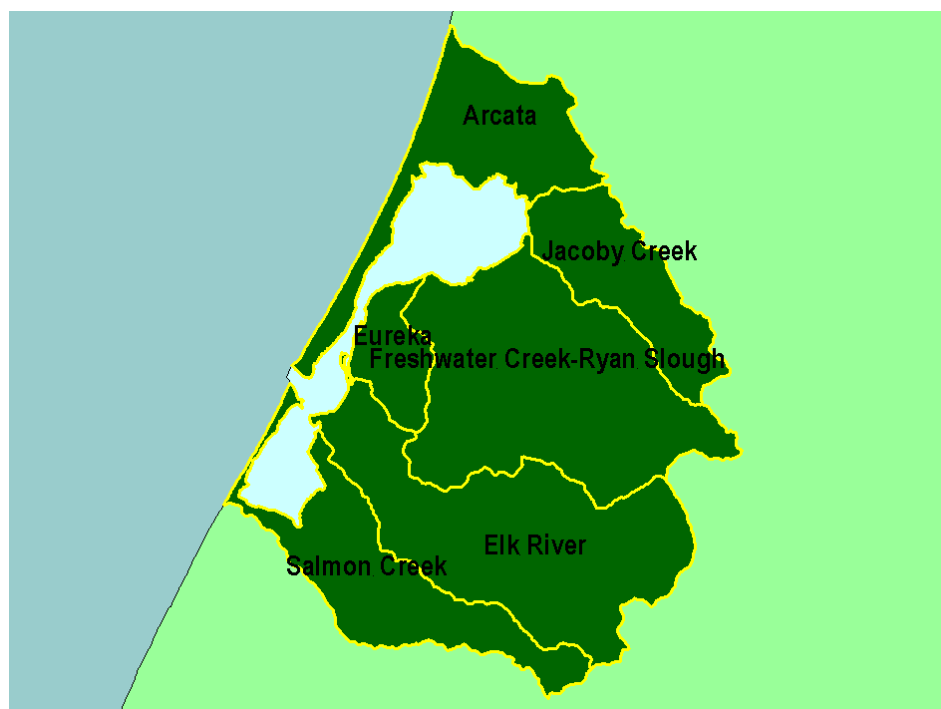 Arcata
Jacoby Creek
Eureka
Freshwater Creek-Ryan Slough
Elk River
Salmon Creek